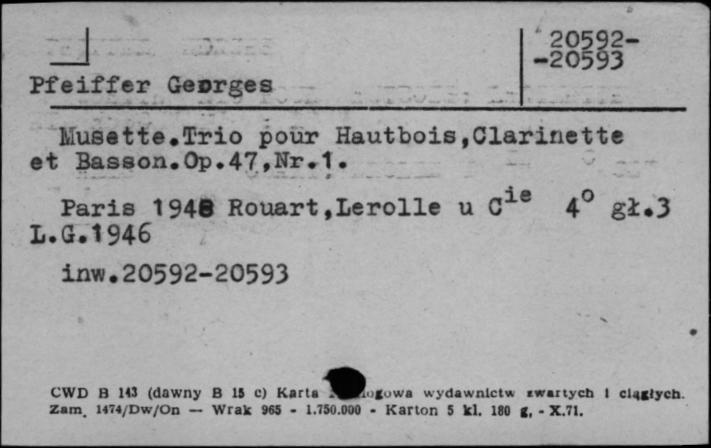 20592-
-20593
Pfeiffer Georges
Musette.Trio pour Hautbois,Clarinette
et Basson.Op.47,Nr.1.
Paris 1948 Rouart,Lerolle u Cie 4o gł.3
L.G.1946
inw.20592-20593
CWD B 143 (dawny B 15 c) Karta wydawnictw zwartych i ciągłych.
Zam. 1474/Dw/On — Wrak 965 - 1.750.000 - Karton 5 kl. 180 g. - X.71.